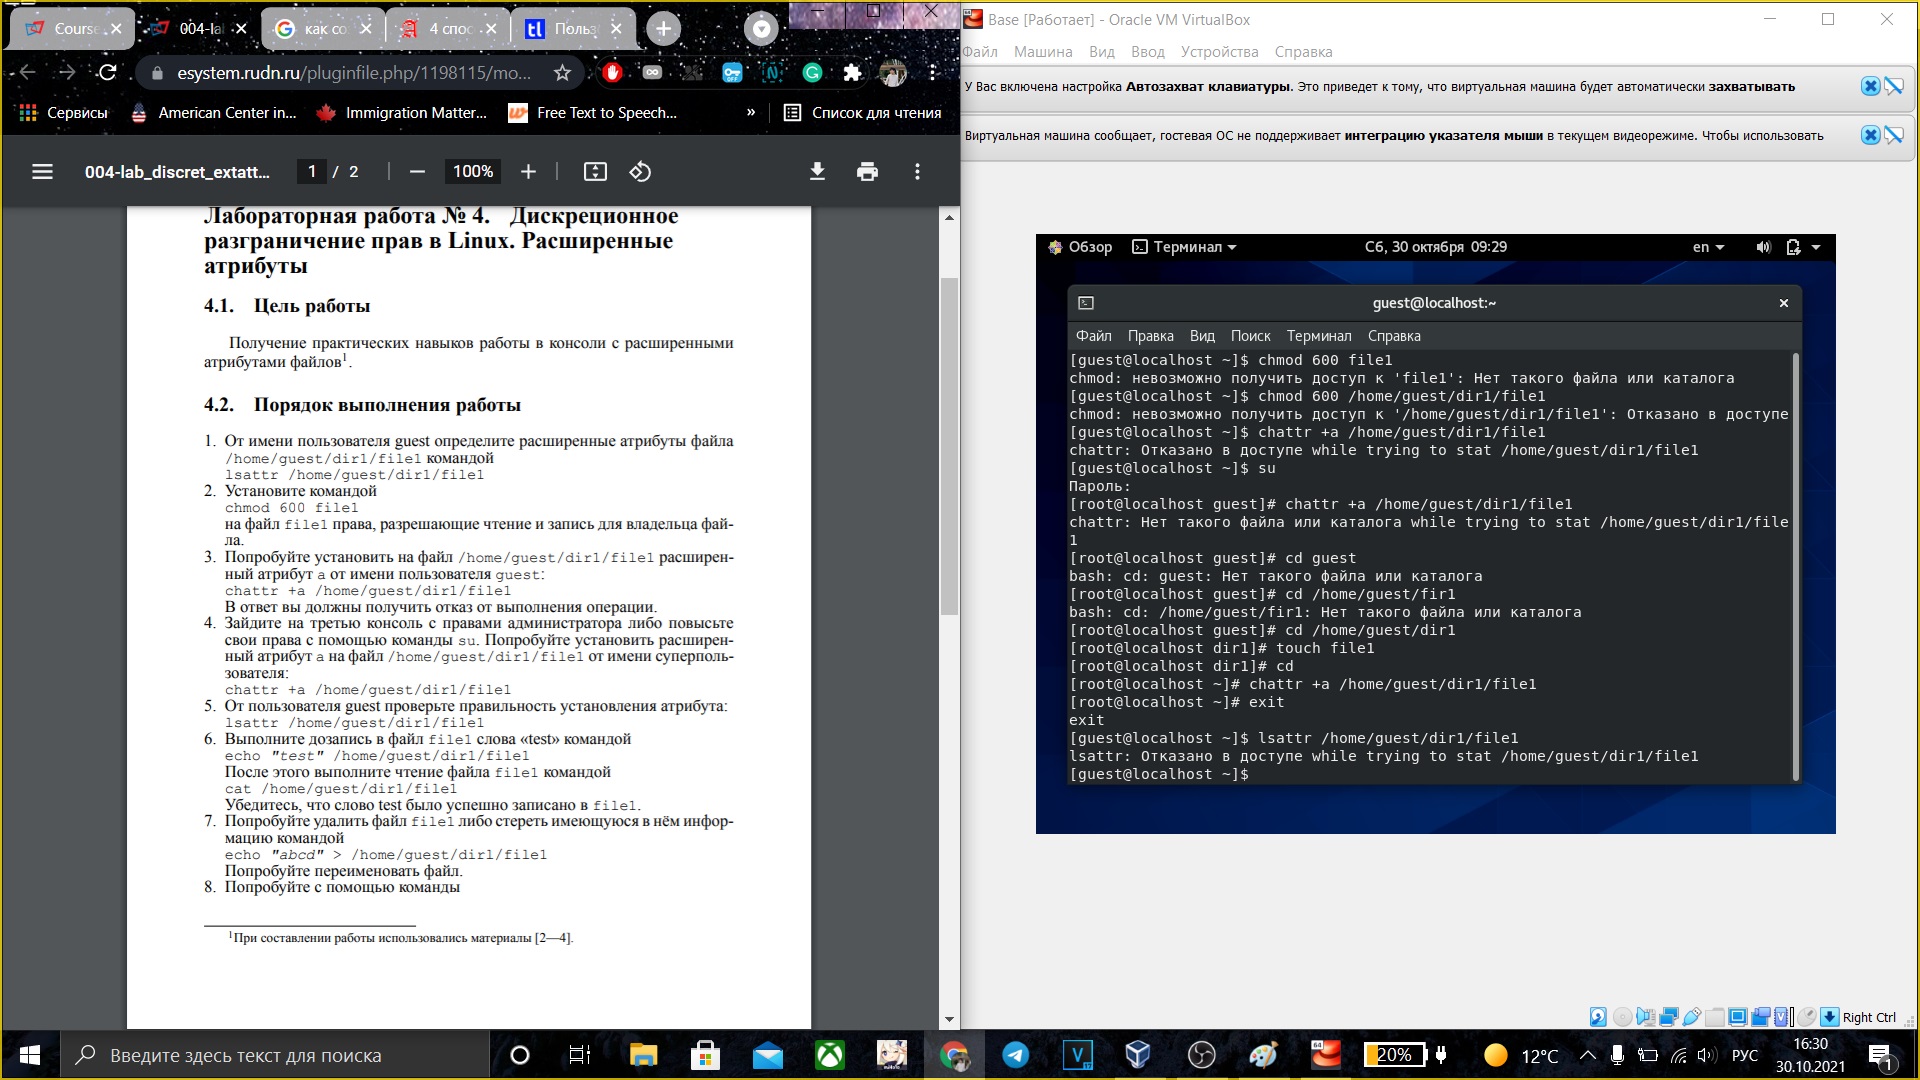 Course
004-lal
как со
4 спос
Польз
esystem.rudn.ru/pluginfile.php/1198115/mo...
OFF
Сервисы
American Center in...
Immigration Matter...
Free Text to Speech...
»
Список для чтения
004-lab_discret_extatt...
1 / 2
100%
Лабораторная работа № 4. Дискреционное
разграничение прав в Linux. Расширенные
атрибуты
4.1. Цель работы
Получение практических навыков работы в консоли с расширенными
атрибутами файлов1.
4.2. Порядок выполнения работы
1. От имени пользователя guest определите расширенные атрибуты файла
/home/guest/dir1/file1 командой
lsattr /home/guest/dir1/file1
2. Установите командой
chmod 600 file1
на файл file1 права, разрешающие чтение и запись для владельца фай-
ла.
3. Попробуйте установить на файл /home/guest/dir1/file1 расширен-
ный атрибут a от имени пользователя guest:
chattr +a /home/guest/dir1/file1
В ответ вы должны получить отказ от выполнения операции.
4. Зайдите на третью консоль с правами администратора либо повысьте
свои права с помощью команды su. Попробуйте установить расширен-
ный атрибут a на файл /home/guest/dir1/file1 от имени суперполь-
зователя:
chattr +a /home/guest/dir1/file1
5. От пользователя guest проверьте правильность установления атрибута:
lsattr /home/guest/dir1/file1
6. Выполните дозапись в файл file1 слова «test» командой
echo "test" /home/guest/dir1/file1
После этого выполните чтение файла file1 командой
cat /home/guest/dir1/file1
Убедитесь, что слово test было успешно записано в file1.
7. Попробуйте удалить файл file1 либо стереть имеющуюся в нём инфор-
мацию командой
echo "abcd" > /home/guest/dir1/file1
Попробуйте переименовать файл.
8. Попробуйте с помощью команды
1При составлении работы использовались материалы [2—4].
Base [Работает] - Oracle VM VirtualBox
Файл Машина Вид Ввод Устройства Справка
У Вас включена настройка Автозахват клавиатуры. Это приведет к тому, что виртуальная машина будет автоматически захватывать
Виртуальная машина сообщает, гостевая ОС не поддерживает интеграцию указателя мыши в текущем видеорежиме. Чтобы использовать
Обзор Терминал Сб, 30 октября 09:29 en
guest@localhost:~
Файл Правка Вид Поиск Терминал Справка
[guest@localhost ~]$ chmod 600 file1
chmod: невозможно получить доступ к 'file1': Нет такого файла или каталога
[guest@localhost ~]$ chmod 600 /home/guest/dir1/file1
chmod: невозможно получить доступ к '/home/guest/dir1/file1': Отказано в доступе
[guest@localhost ~]$ chattr +a /home/guest/dir1/file1
chattr: Отказано в доступе while trying to stat /home/guest/dir1/file1
[guest@localhost ~]$ su
Пароль:
[root@localhost guest]# chattr +a /home/guest/dir1/file1
chattr: Нет такого файла или каталога while trying to stat /home/guest/dir1/file
1
[root@localhost guest]# cd guest
bash: cd: guest: Нет такого файла или каталога
[root@localhost guest]# cd /home/guest/fir1
bash: cd: /home/guest/fir1: Нет такого файла или каталога
[root@localhost guest]# cd /home/guest/dir1
[root@localhost dir1]# touch file1
[root@localhost dir1]# cd
[root@localhost ~]# chattr +a /home/guest/dir1/file1
[root@localhost ~]# exit
exit
[guest@localhost ~]$ lsattr /home/guest/dir1/file1
lsattr: Отказано в доступе while trying to stat /home/guest/dir1/file1
[guest@localhost ~]$
Right Ctrl
Введите здесь текст для поиска
20%
12°C
РУС
16:30
30.10.2021
1